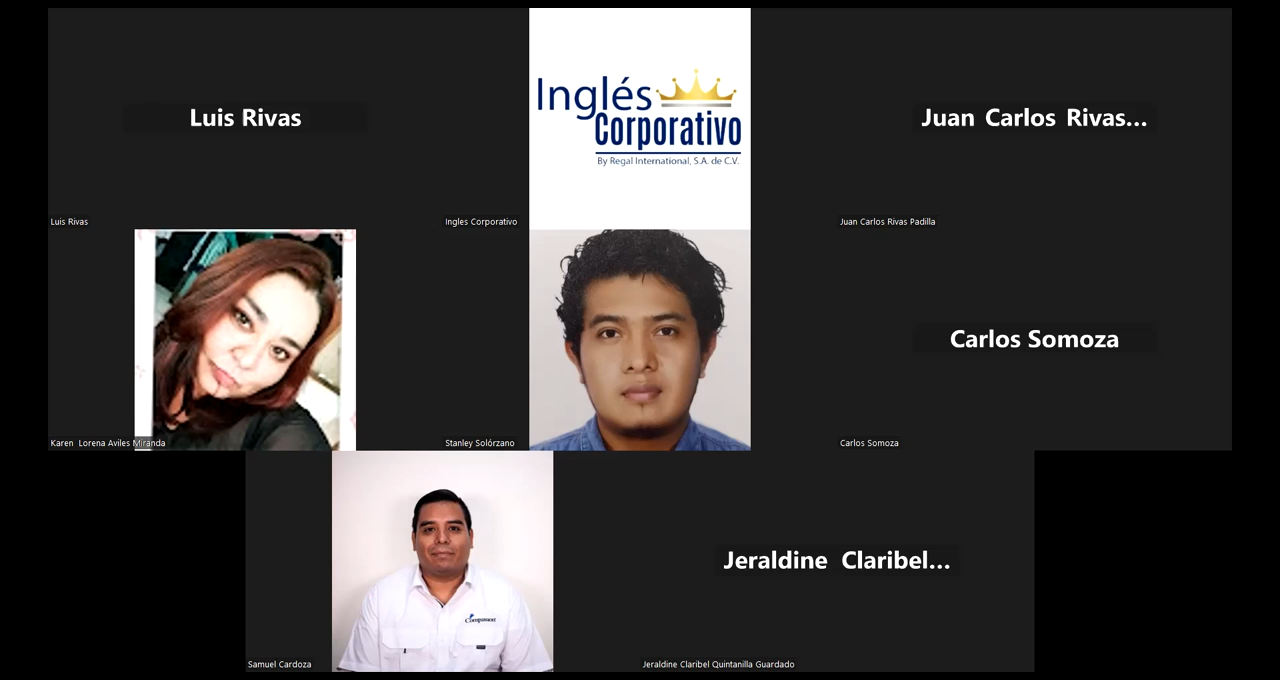 Luis Rivas
Inglés
Corporativo
By Regal International, S.A. de C.V.
Juan Carlos Rivas...
Luis Rivas
Ingles Corporativo
Juan Carlos Rivas Padilla
Carlos Somoza
Karen Lorena Aviles Miranda
Stanley Solórzano
Carlos Somoza
Jeraldine Claribel...
Samuel Cardoza
Jeraldine Claribel Quintanilla Guardado